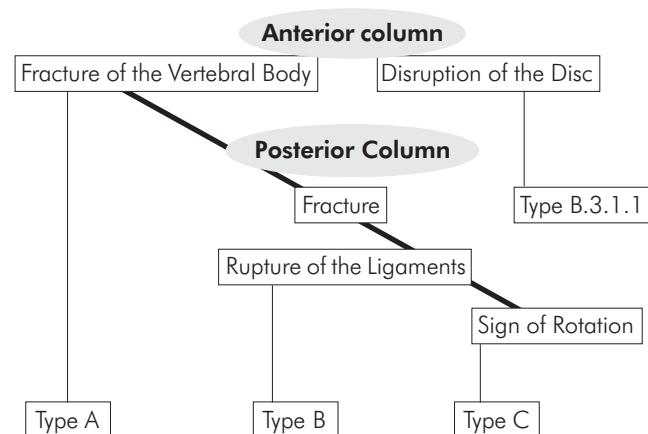 Anterior column
Fracture of the Vertebral Body
Disruption of the Disc
Posterior Column
Fracture
Type B.3.1.1
Rupture of the Ligaments
Sign of Rotation
Type A
Type B
Type C